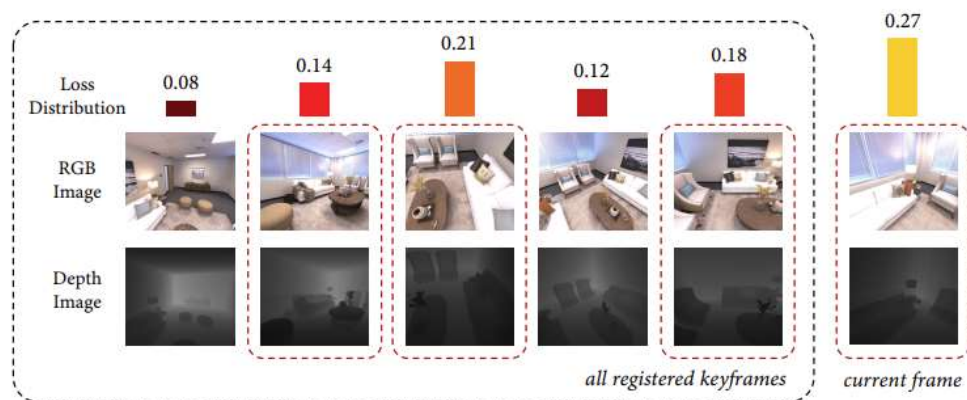 0.08
0.14
0.21
0.12
0.18
0.27
Loss
Distribution
RGB
Image
Depth
Image
all registered keyframes
current frame